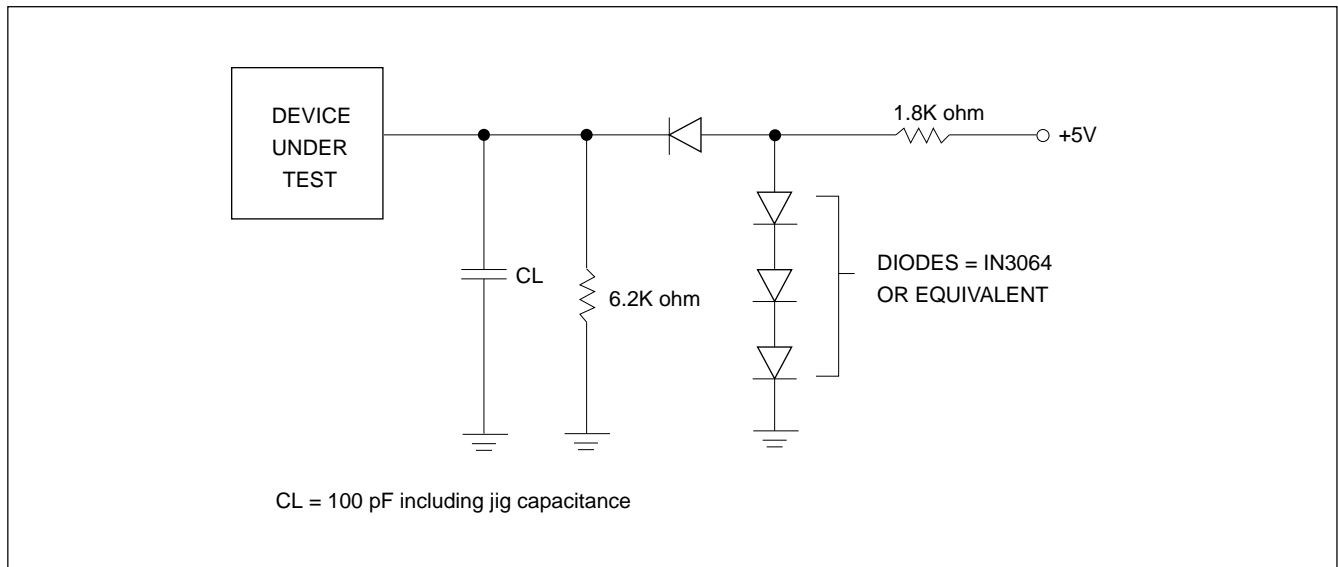 DEVICE
UNDER
TEST
1.8K ohm
+5V
CL
6.2K ohm
DIODES = IN3064
OR EQUIVALENT
CL = 100 pF including jig capacitance